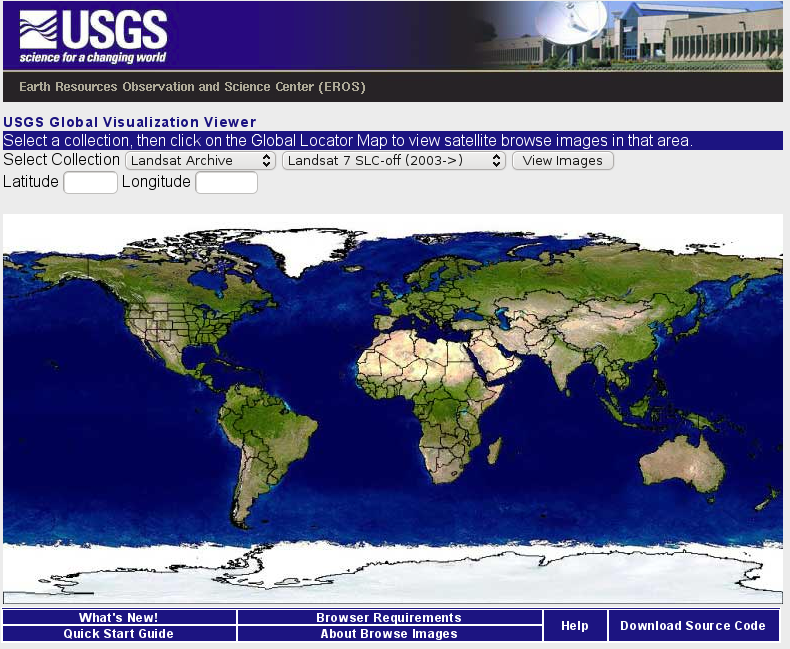 USGS
science for a changing world
Earth Resources Observation and Science Center (EROS)
USGS Global Visualization Viewer
Select a collection, then click on the Global Locator Map to view satellite browse images in that area.
Select Collection Landsat Archive Landsat 7 SLC-off (2003->) View Images
Latitude Longitude
What's New! Browser Requirements Help Download Source Code
Quick Start Guide About Browse Images